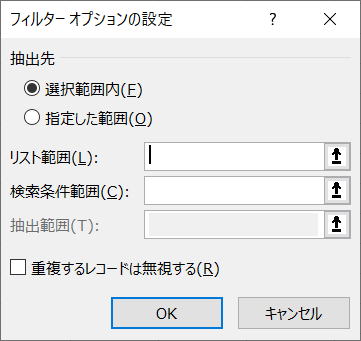 フィルター オプションの設定
抽出先
選択範囲内(F)
指定した範囲(O)
リスト範囲(L):
検索条件範囲(C):
抽出範囲(T):
重複するレコードは無視する(R)
OK キャンセル